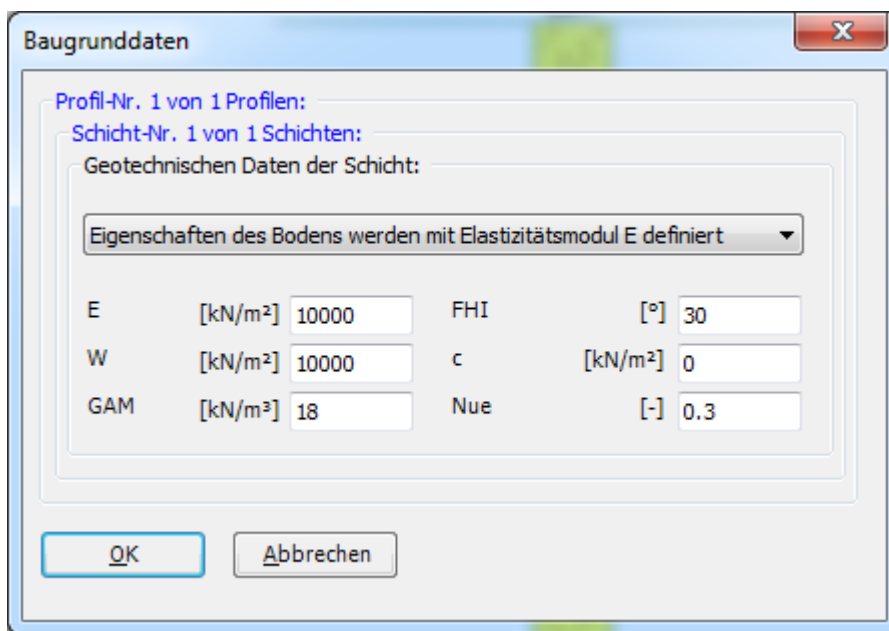 Baugrunddaten
Profil-Nr. 1 von 1 Profilen:
Schicht-Nr. 1 von 1 Schichten:
Geotechnischen Daten der Schicht:
Eigenschaften des Bodens werden mit Elastizitätsmodul E definiert
E [kN/m²] 10000 FHI [°] 30
W [kN/m²] 10000 c [kN/m²] 0
GAM [kN/m³] 18 Nue [-] 0.3
OK Abbrechen